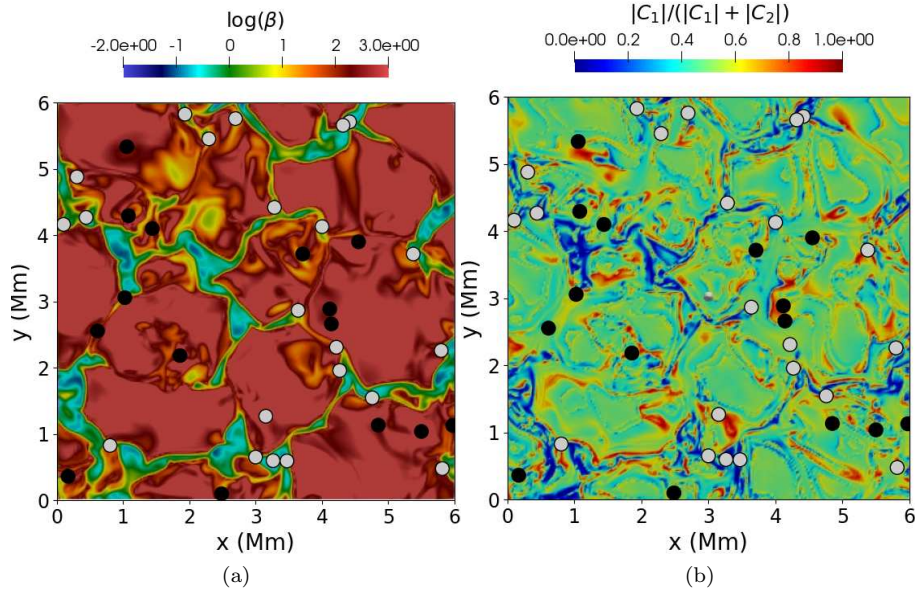 log(β)
-2.0e+00 -1 0 1 2 3.0e+00
|C₁|/(|C₁| + |C₂|)
0.0e+00 0.2 0.4 0.6 0.8 1.0e+00
6
5
4
3
2
1
0
y (Mm)
0 1 2 3 4 5 6
x (Mm)
(a)
6
5
4
3
2
1
0
y (Mm)
0 1 2 3 4 5 6
x (Mm)
(b)